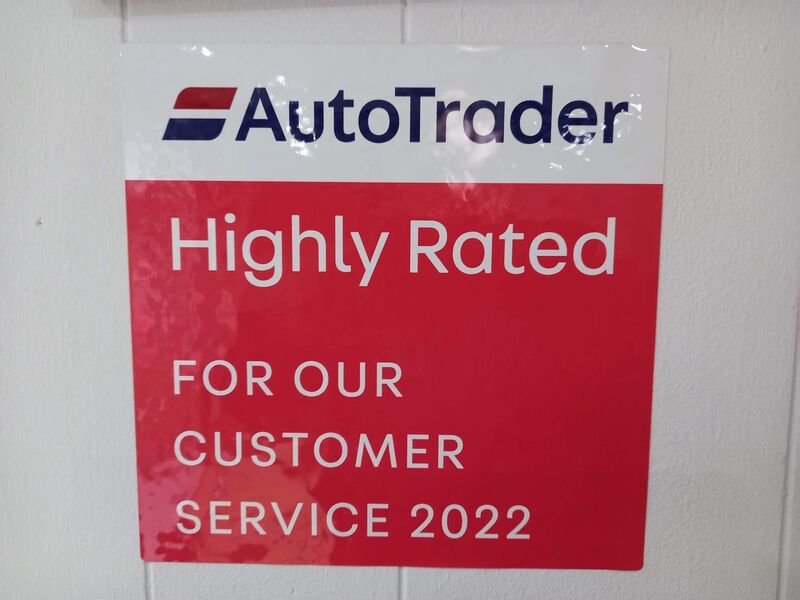 AutoTrader
Highly Rated
FOR OUR
CUSTOMER
SERVICE 2022